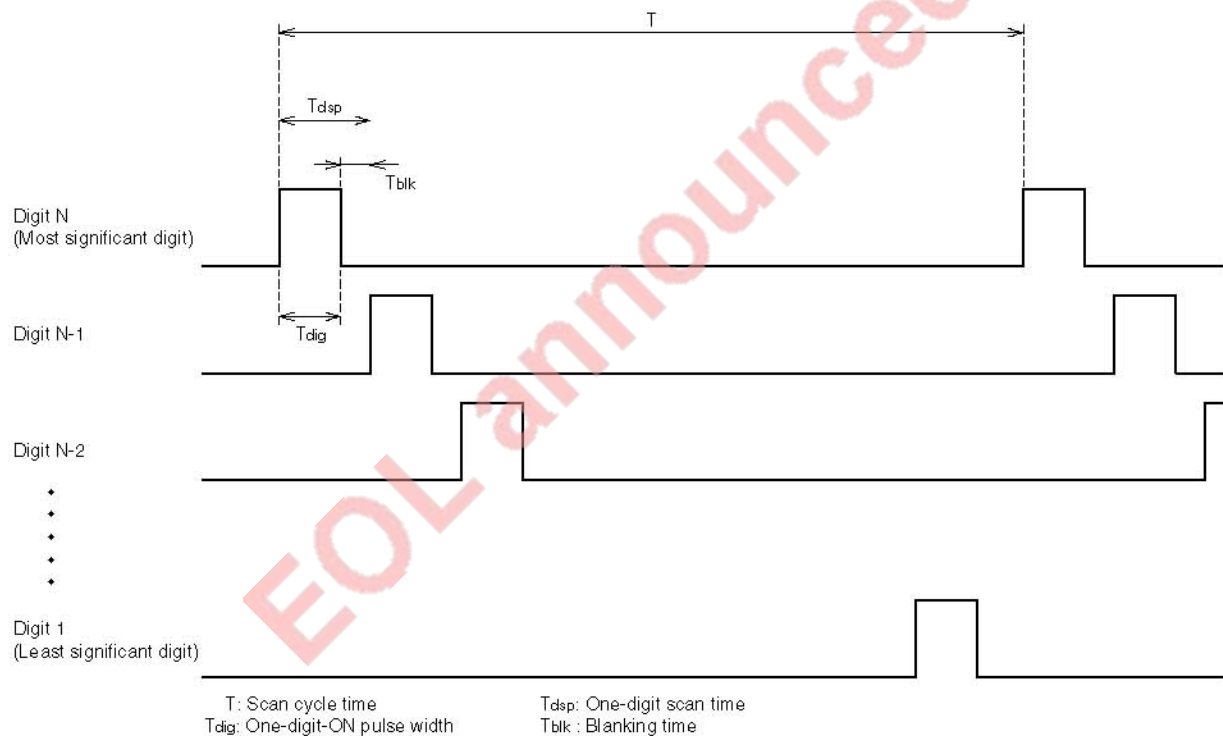 T
Tdsp
Tblk
Digit N
(Most significant digit)
Tdig
Digit N-1
Digit N-2
Digit 1
(Least significant digit)
T: Scan cycle time
Tdsp: One-digit scan time
Tdig: One-digit-ON pulse width
Tblk : Blanking time
EOL announced